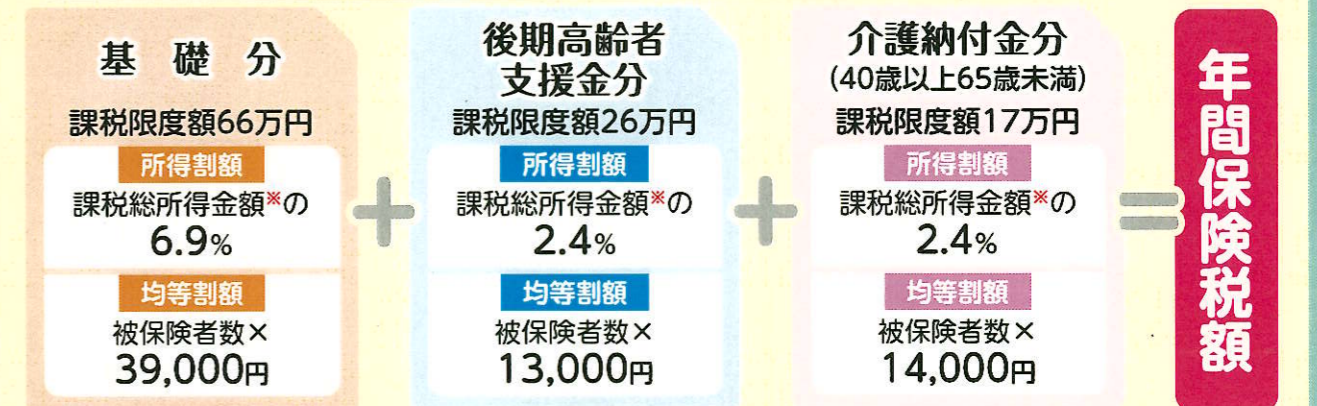 基礎分
課税限度額66万円
所得割額
課税総所得金額※の
6.9%
均等割額
被保険者数×
39,000円
+
後期高齢者
支援金分
課税限度額26万円
所得割額
課税総所得金額※の
2.4%
均等割額
被保険者数×
13,000円
+
介護納付金分
(40歳以上65歳未満)
課税限度額17万円
所得割額
課税総所得金額※の
2.4%
均等割額
被保険者数×
14,000円
=
年間保険税額